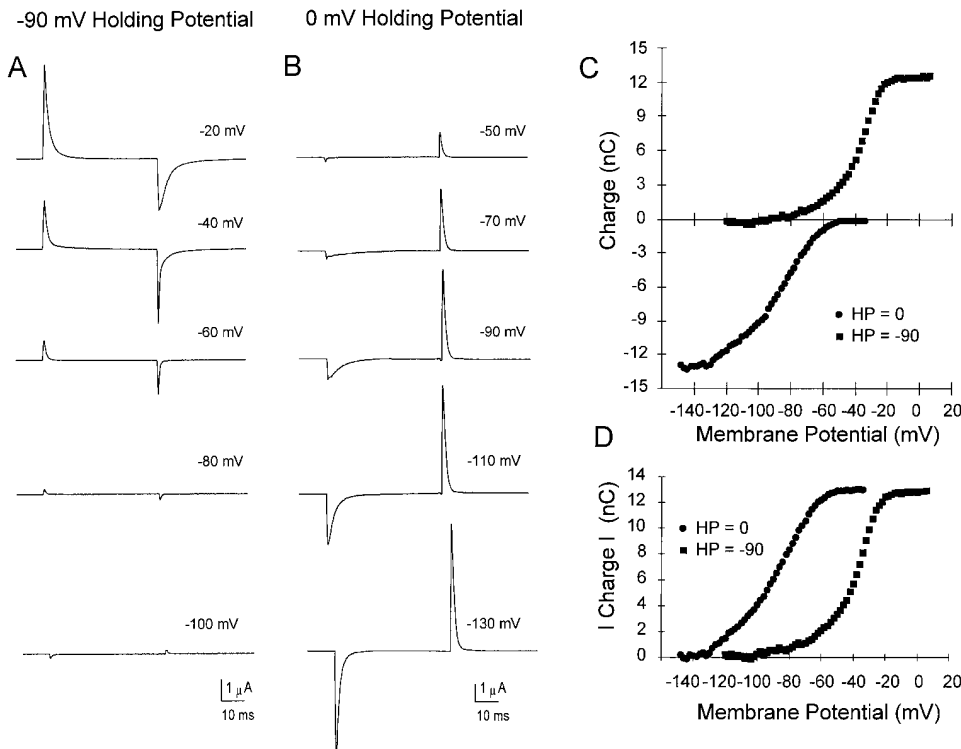 -90 mV Holding Potential
0 mV Holding Potential
A
-20 mV
-40 mV
-60 mV
-80 mV
-100 mV
1 µA
10 ms
B
-50 mV
-70 mV
-90 mV
-110 mV
-130 mV
1 µA
10 ms
C
15
12
9
6
3
0
-3
-6
-9
-12
-15
Charge (nC)
HP = 0
HP = -90
-140 -120 -100 -80 -60 -40 -20 0 20
Membrane Potential (mV)
D
14
12
10
8
6
4
2
0
I Charge I (nC)
HP = 0
HP = -90
-140 -120 -100 -80 -60 -40 -20 0 20
Membrane Potential (mV)